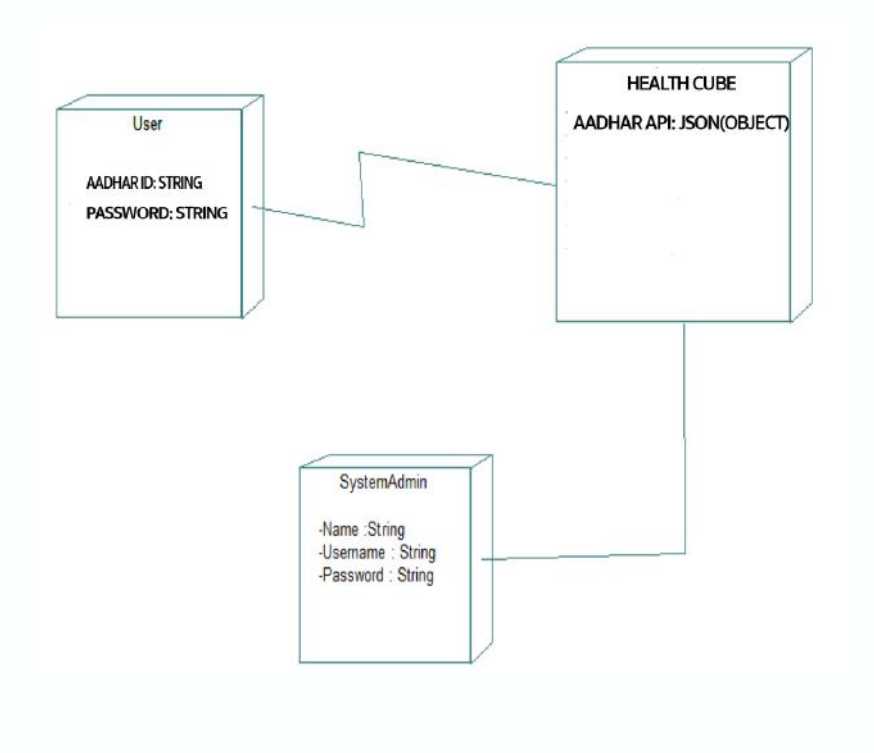 User
AADHAR ID: STRING
PASSWORD: STRING
HEALTH CUBE
AADHAR API: JSON(OBJECT)
SystemAdmin
-Name :String
-Username : String
-Password : String